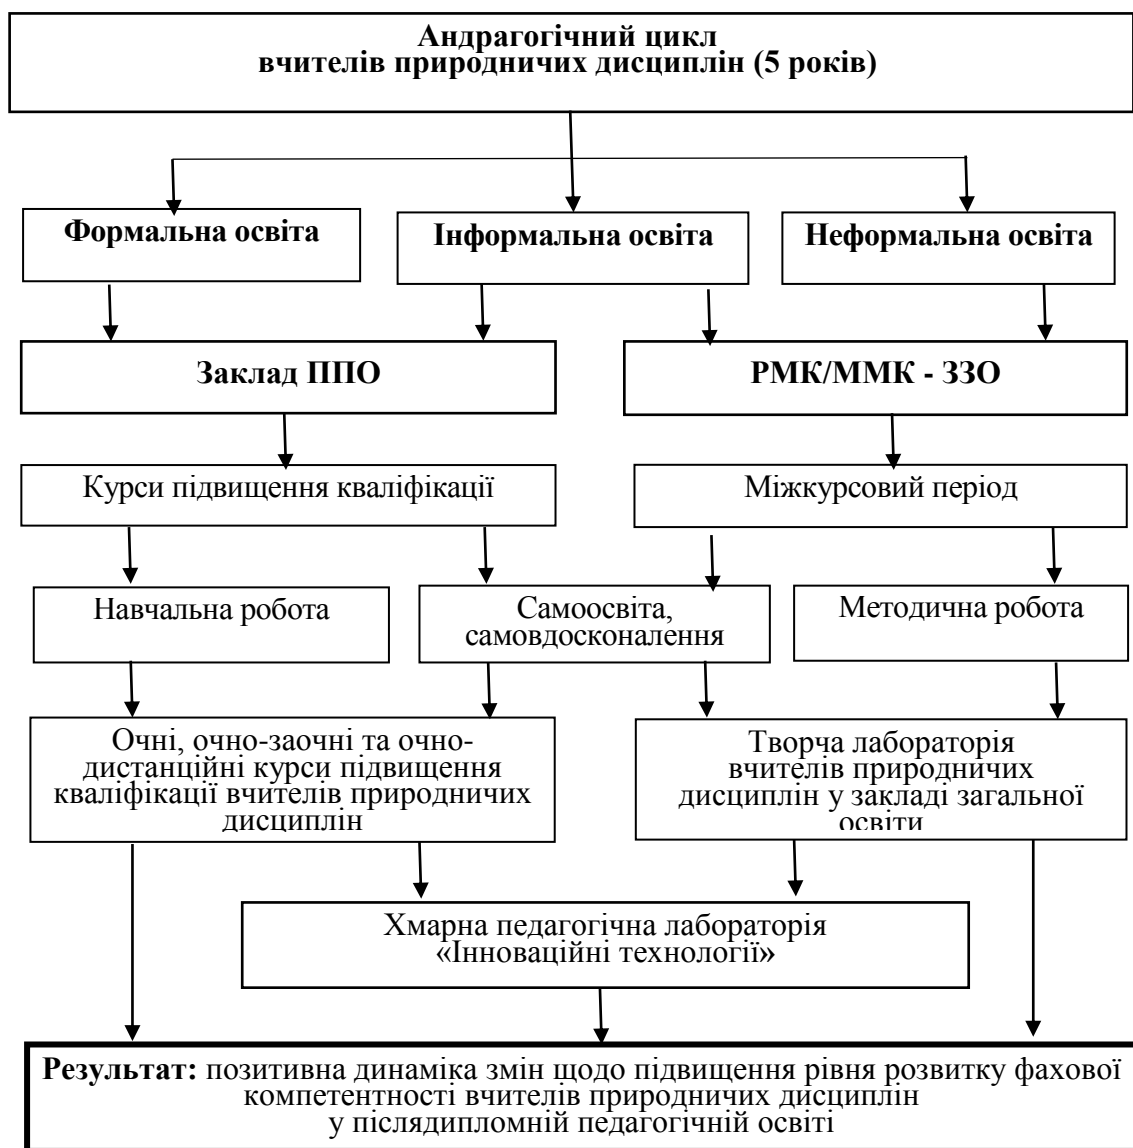 Андрагогічний цикл
вчителів природничих дисциплін (5 років)
Формальна освіта
Інформальна освіта
Неформальна освіта
Заклад ППО
РМК/ММК - ЗЗО
Курси підвищення кваліфікації
Міжкурсовий період
Навчальна робота
Самоосвіта,
самовдосконалення
Методична робота
Очні, очно-заочні та очно-
дистанційні курси підвищення
кваліфікації вчителів природничих
дисциплін
Творча лабораторія
вчителів природничих
дисциплін у закладі загальної
освіти
Хмарна педагогічна лабораторія
«Інноваційні технології»
Результат: позитивна динаміка змін щодо підвищення рівня розвитку фахової
компетентності вчителів природничих дисциплін
у післядипломній педагогічній освіті